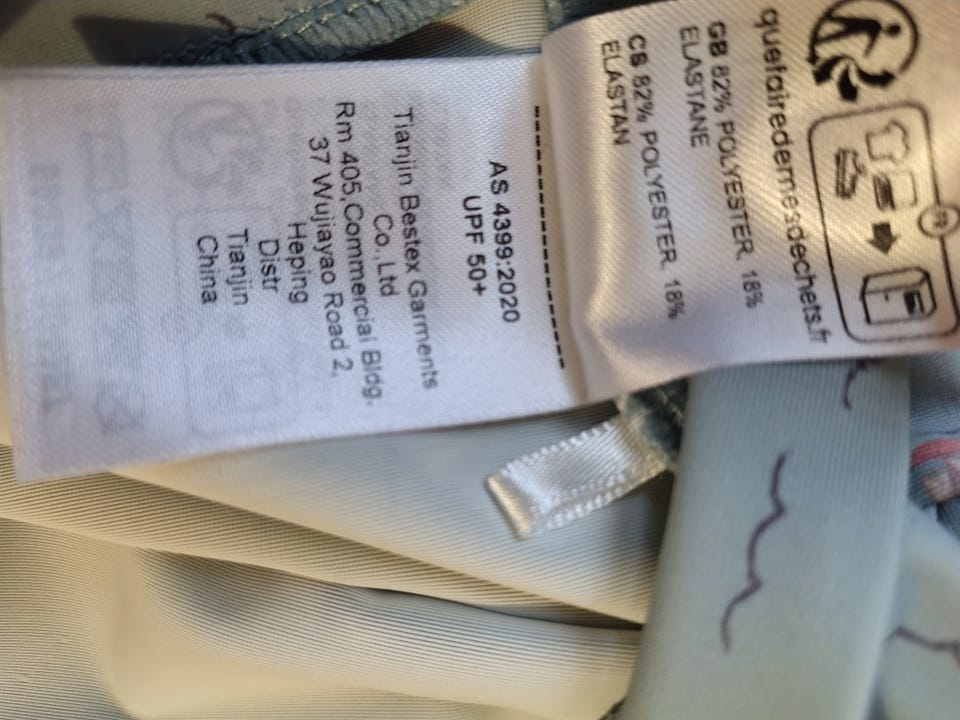 FR
quefairedemesdechets.fr
GB 82% POLYESTER, 18%
ELASTANE
CS 82% POLYESTER, 18%
ELASTAN
AS 4399:2020
UPF 50+
Tianjin Bestex Garments
Co.,Ltd
Rm 405,Commercial Bldg.
37 Wujiayao Road 2,
Heping
Distr
Tianjin
China